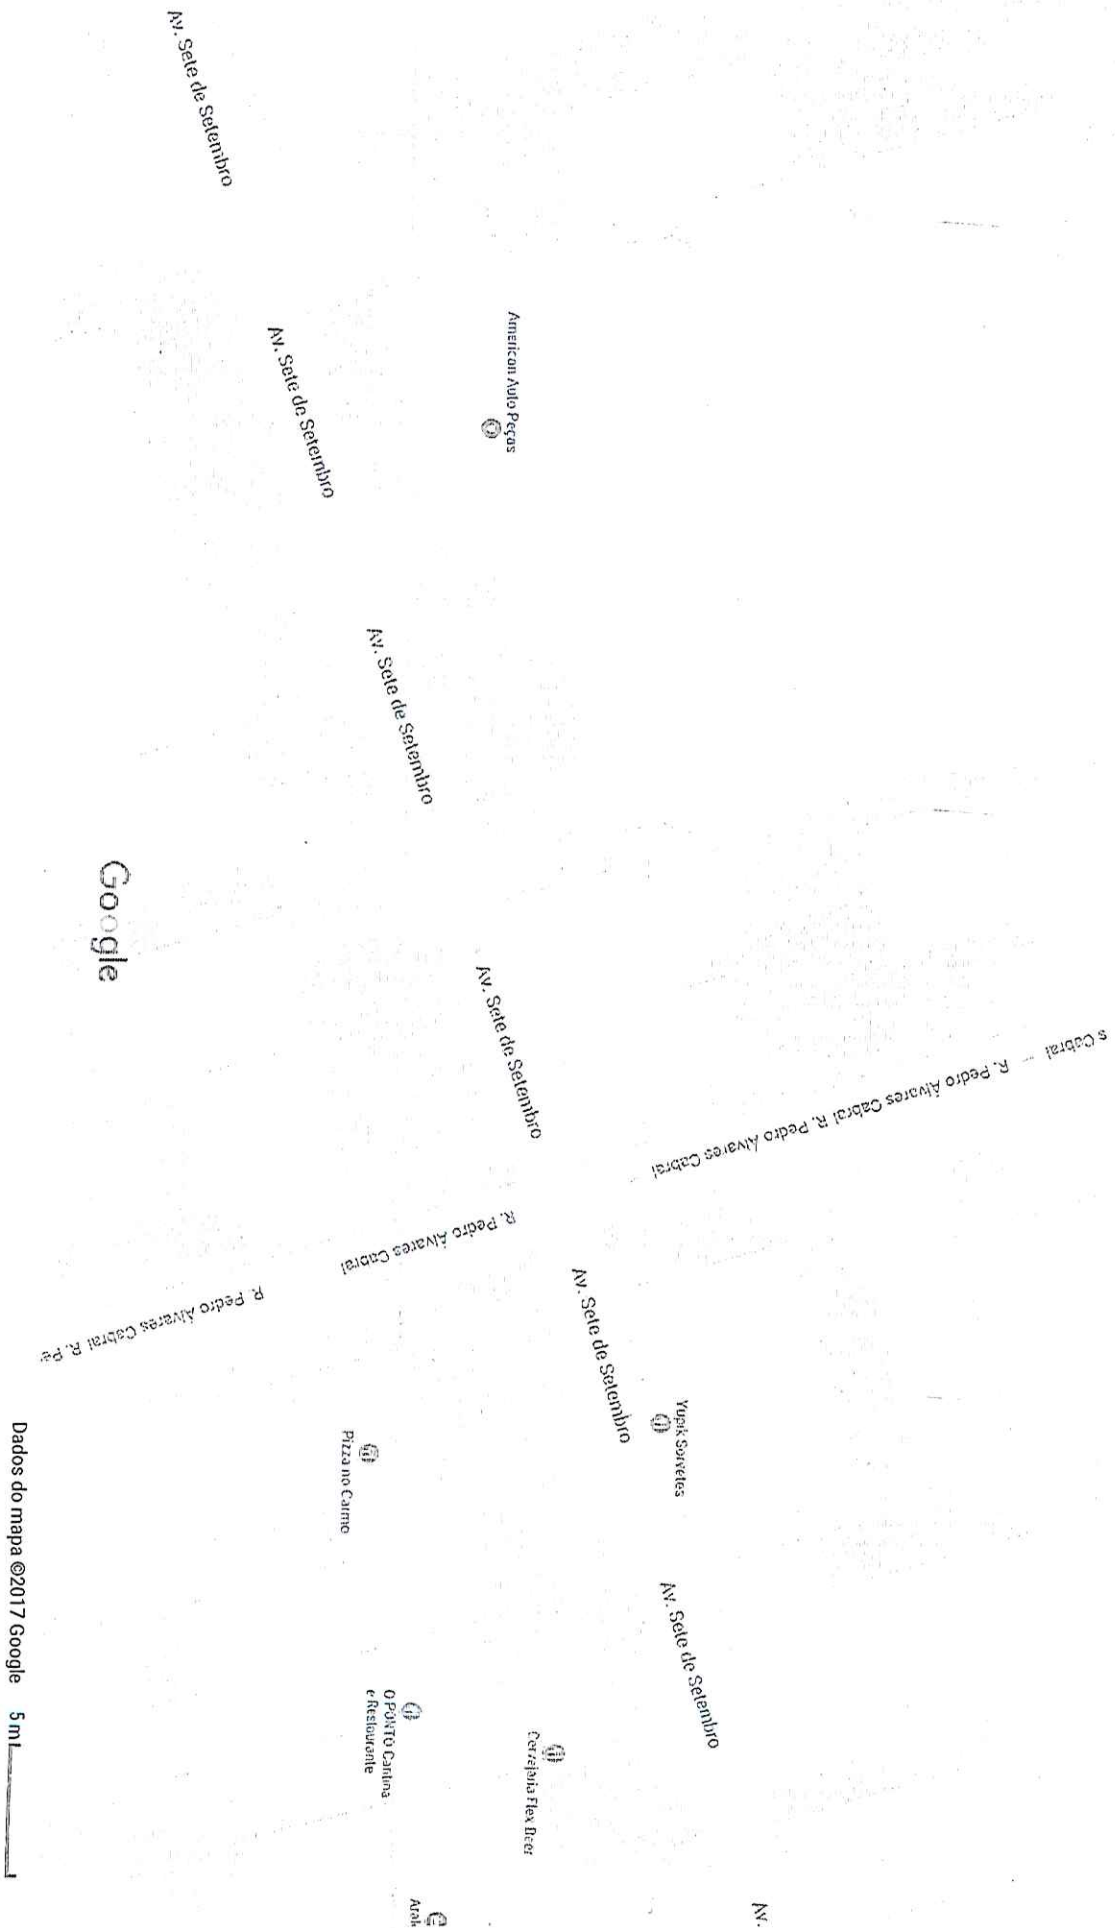 Av. Sete de Setembro
American Auto Peças
Av. Sete de Setembro
Av. Sete de Setembro
Google
Av. Sete de Setembro
s Cabral
R. Pedro Álvares Cabral R. Pedro Álvares Cabral
R. Pedro Álvares Cabral
R. Pedro Álvares Cabral R. Pe
Av. Sete de Setembro
Yupik Sorvetes
Pizza no Carmo
Av. Sete de Setembro
O PONTO Cantina
e Restaurante
Cervejaria Flex Beer
Av.
Dados do mapa ©2017 Google 5 m